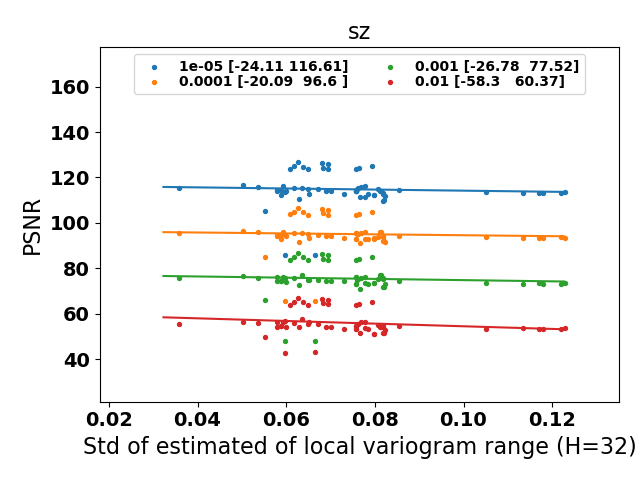 sz
1e-05 [-24.11 116.61]
0.0001 [-20.09  96.6 ]
0.001 [-26.78  77.52]
0.01 [-58.3   60.37]
PSNR
160
140
120
100
80
60
40
0.02 0.04 0.06 0.08 0.10 0.12
Std of estimated of local variogram range (H=32)